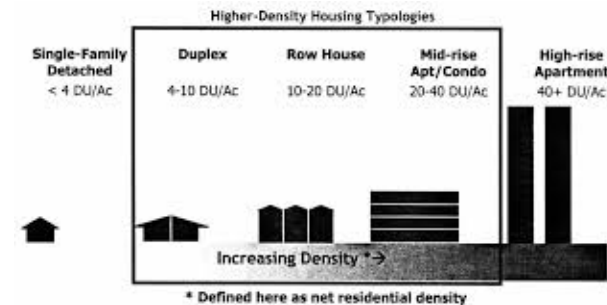 Higher-Density Housing Typologies
Single-Family
Detached
< 4 DU/Ac
Duplex
4-10 DU/Ac
Row House
10-20 DU/Ac
Mid-rise
Apt/Condo
20-40 DU/Ac
High-rise
Apartment
40+ DU/Ac
Increasing Density *→
* Defined here as net residential density